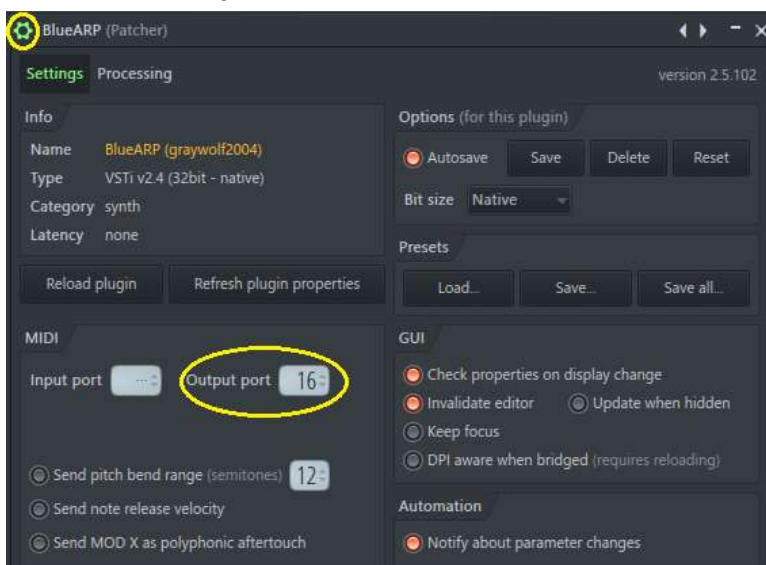 BlueARP (Patcher)
Settings Processing
version 2.5.102
Info
Name BlueARP (graywolf2004)
Type VSTi v2.4 (32bit - native)
Category synth
Latency none
Reload plugin Refresh plugin properties
Options (for this plugin)
Autosave Save Delete Reset
Bit size Native
Presets
Load... Save... Save all...
MIDI
Input port --- Output port 16
Send pitch bend range (semitones) 12
Send note release velocity
Send MOD X as polyphonic aftertouch
GUI
Check properties on display change
Invalidate editor Update when hidden
Keep focus
DPI aware when bridged (requires reloading)
Automation
Notify about parameter changes